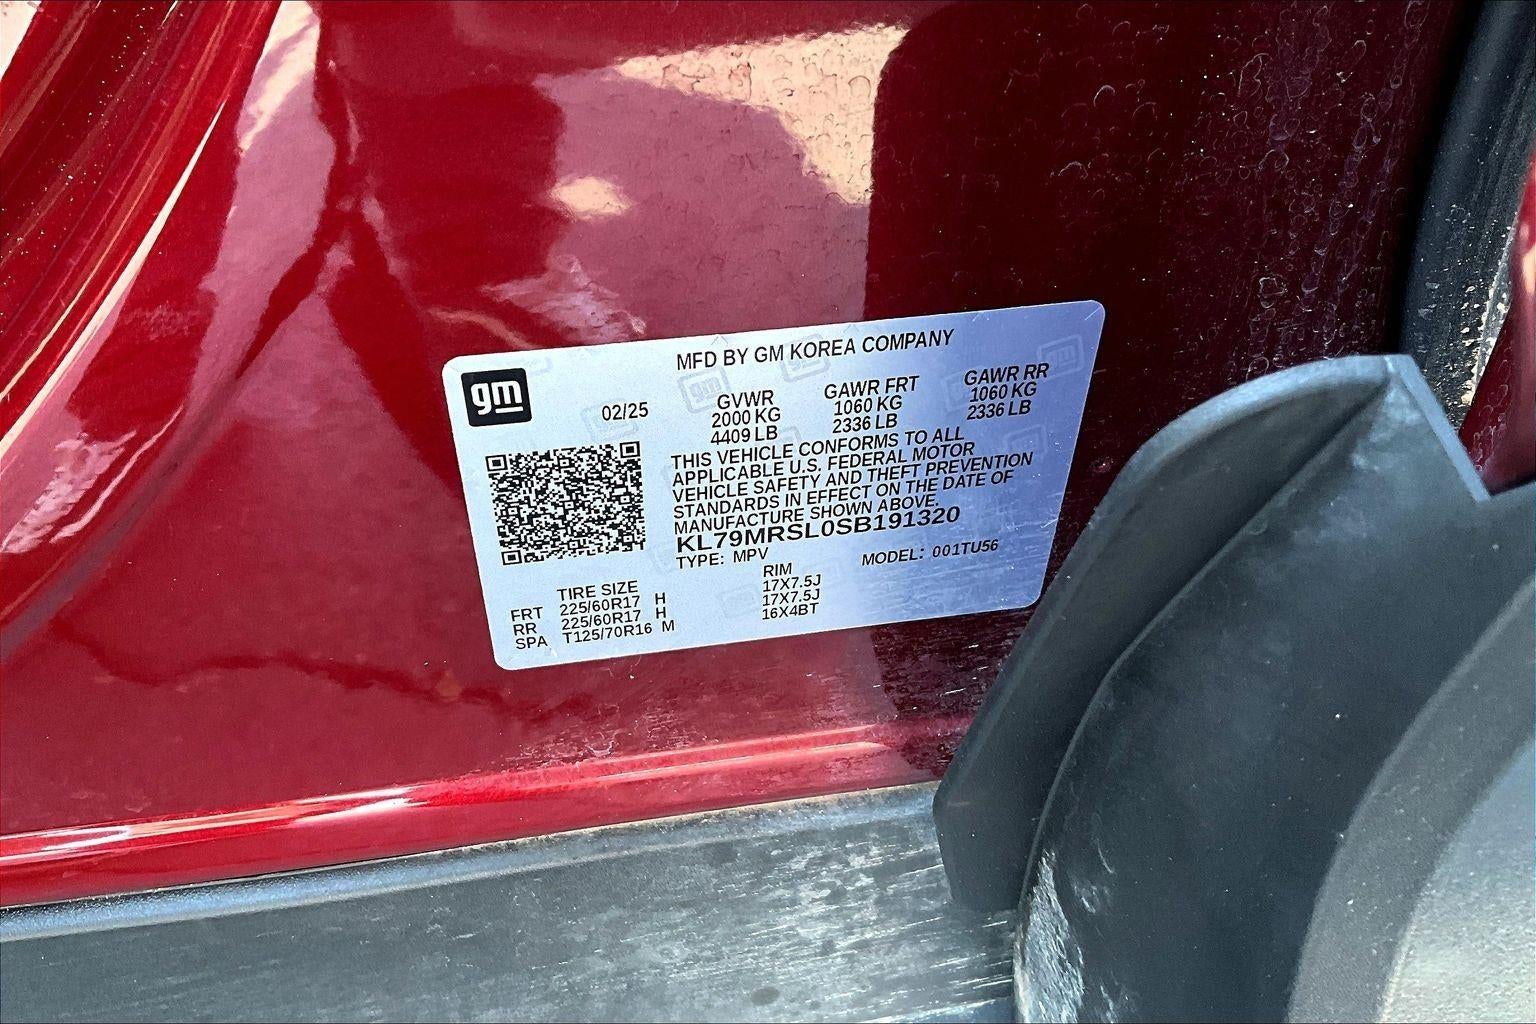 MFD BY GM KOREA COMPANY
gm
02/25
GVWR GAWR FRT GAWR RR
2000 KG 1060 KG 1060 KG
4409 LB 2336 LB 2336 LB
THIS VEHICLE CONFORMS TO ALL
APPLICABLE U.S. FEDERAL MOTOR
VEHICLE SAFETY AND THEFT PREVENTION
STANDARDS IN EFFECT ON THE DATE OF
MANUFACTURE SHOWN ABOVE.
KL79MRSL0SB191320
TYPE: MPV MODEL: 001TU56
TIRE SIZE RIM
FRT 225/60R17 H 17X7.5J
RR 225/60R17 H 17X7.5J
SPA T125/70R16 M 16X4BT